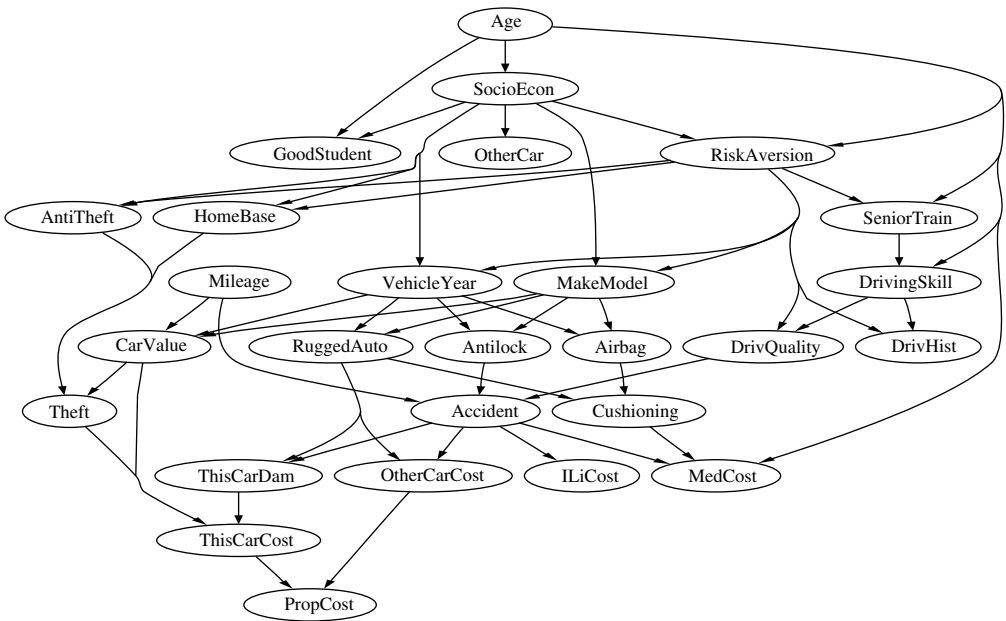 Age
SocioEcon
GoodStudent
OtherCar
RiskAversion
AntiTheft
HomeBase
SeniorTrain
Mileage
VehicleYear
MakeModel
DrivingSkill
CarValue
RuggedAuto
Antilock
Airbag
DrivQuality
DrivHist
Theft
Accident
Cushioning
ThisCarDam
OtherCarCost
ILiCost
MedCost
ThisCarCost
PropCost